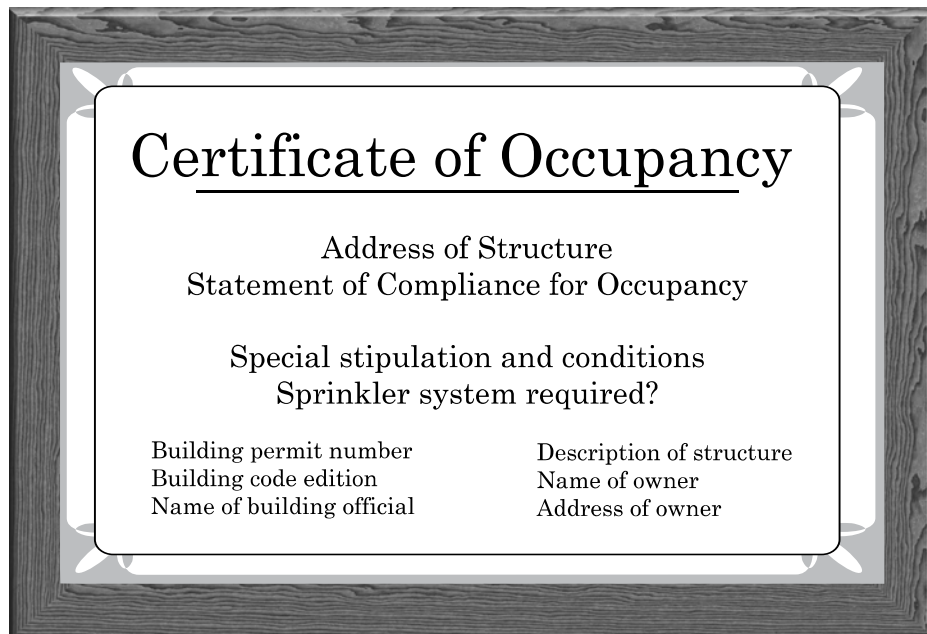 Certificate of Occupancy
Address of Structure
Statement of Compliance for Occupancy
Special stipulation and conditions
Sprinkler system required?
Building permit number
Building code edition
Name of building official
Description of structure
Name of owner
Address of owner